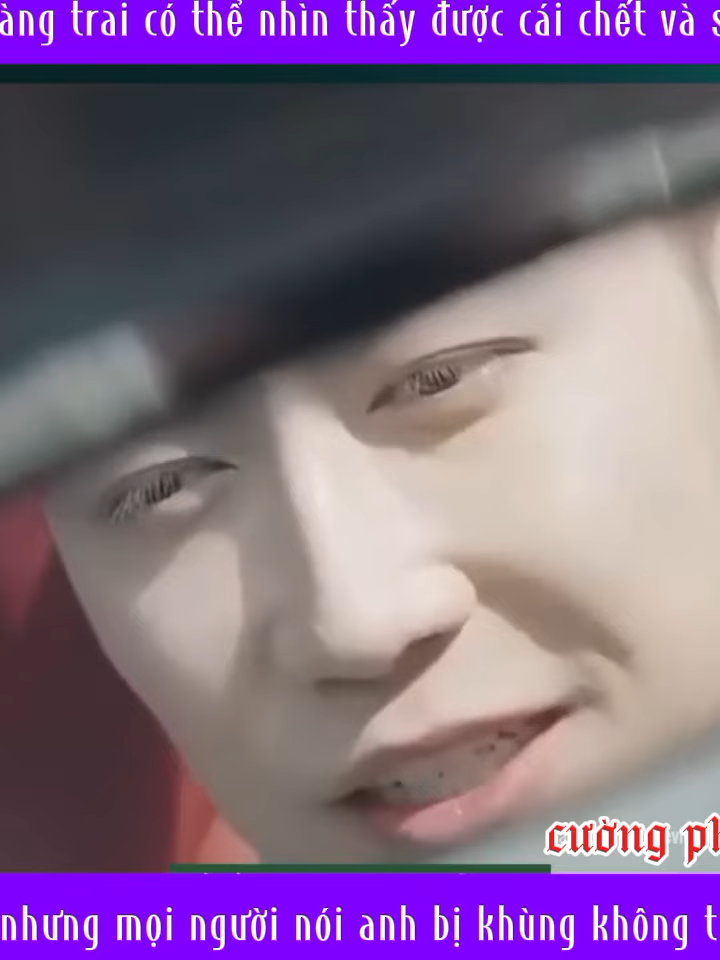 àng trai có thể nhìn thấy được cái chết và s
cường ph
nhưng mọi người nói anh bị khùng không t